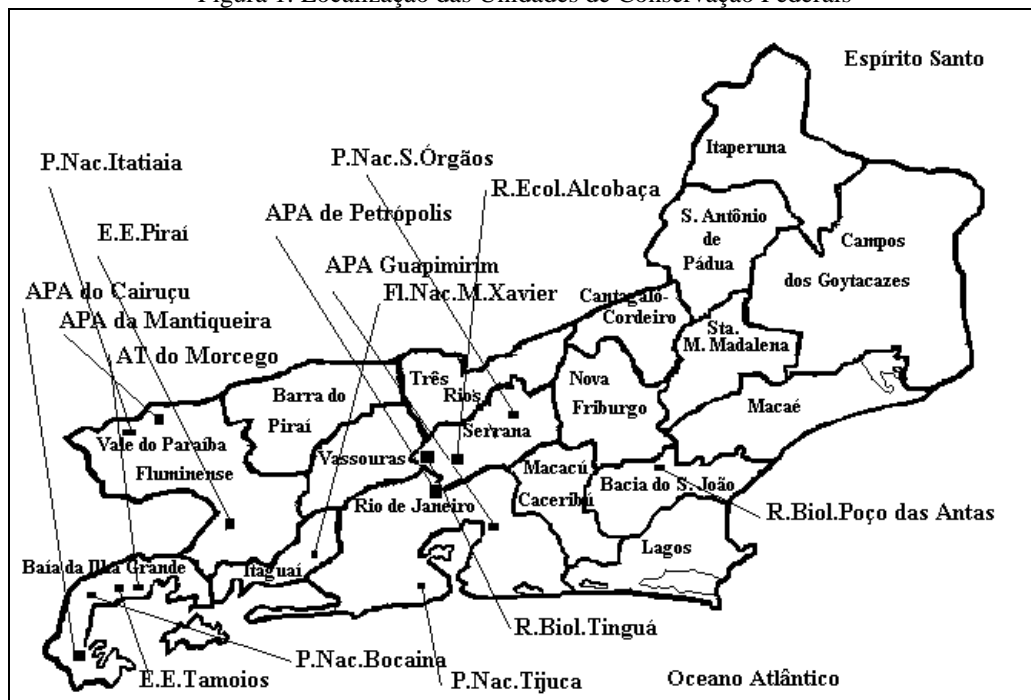 Figura 1: Localização das Unidades de Conservação Federais
Espírito Santo
P.Nac.Itatiaia
P.Nac.S.Órgãos
Itaperuna
R.Ecol.Alcobaça
APA de Petrópolis
S. Antônio
de
Pádua
E.E.Piraí
Campos
dos Goytacazes
APA Guapimirim
APA do Cairuçu
Fl.Nac.M.Xavier
Cantagalo-
Cordeiro
APA da Mantiqueira
Sta.
M. Madalena
AT do Morcego
Três
Rios
Nova
Friburgo
Barra do
Piraí
Macaé
Serrana
Vale do Paraíba
Fluminense
Vassouras
Macacú
Caceribú
Bacia do S. João
Rio de Janeiro
R.Biol.Poço das Antas
Lagos
Baía da Ilha Grande
Itaguaí
R.Biol.Tinguá
P.Nac.Bocaina
E.E.Tamoios
P.Nac.Tijuca
Oceano Atlântico